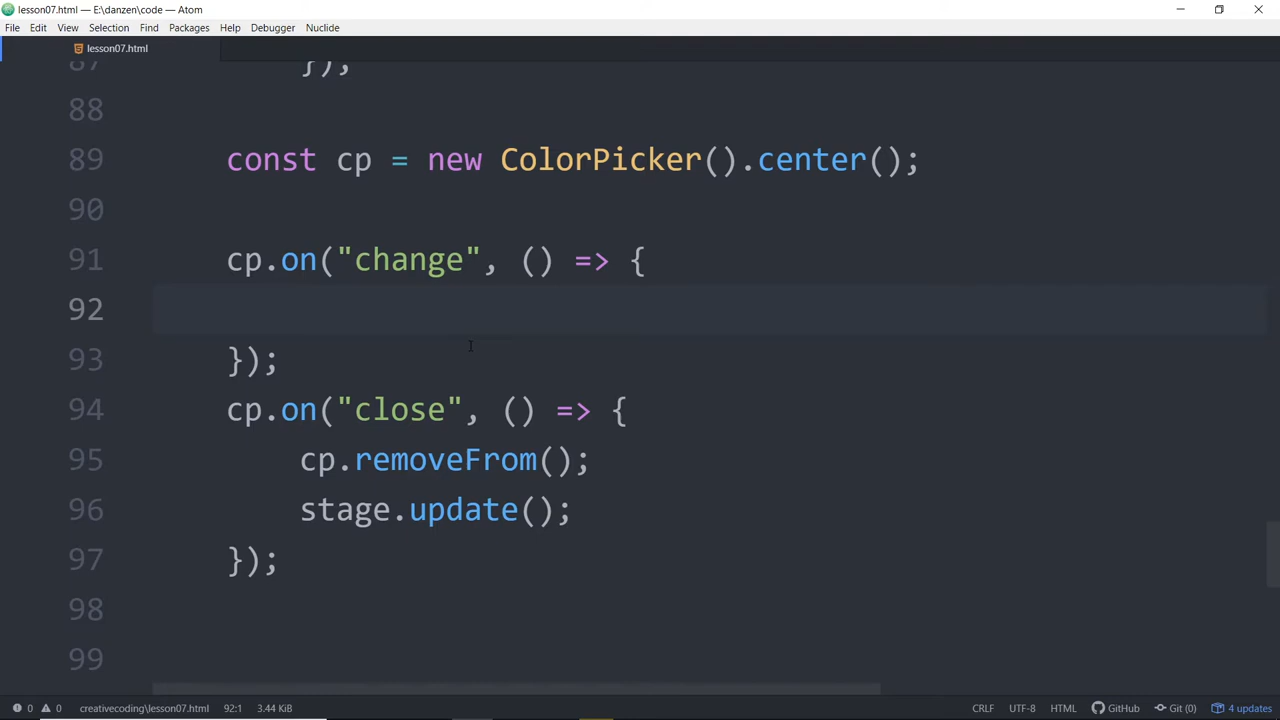 lesson07.html — E:\danzen\code — Atom
File Edit View Selection Find Packages Help Debugger Nuclide
lesson07.html
87 });
88
89 const cp = new ColorPicker().center();
90
91 cp.on("change", () => {
92
93 });
94 cp.on("close", () => {
95 cp.removeFrom();
96 stage.update();
97 });
98
99
0 0 creativecoding\lesson07.html 92:1 3.44 KiB CRLF UTF-8 HTML GitHub Git (0) 4 updates